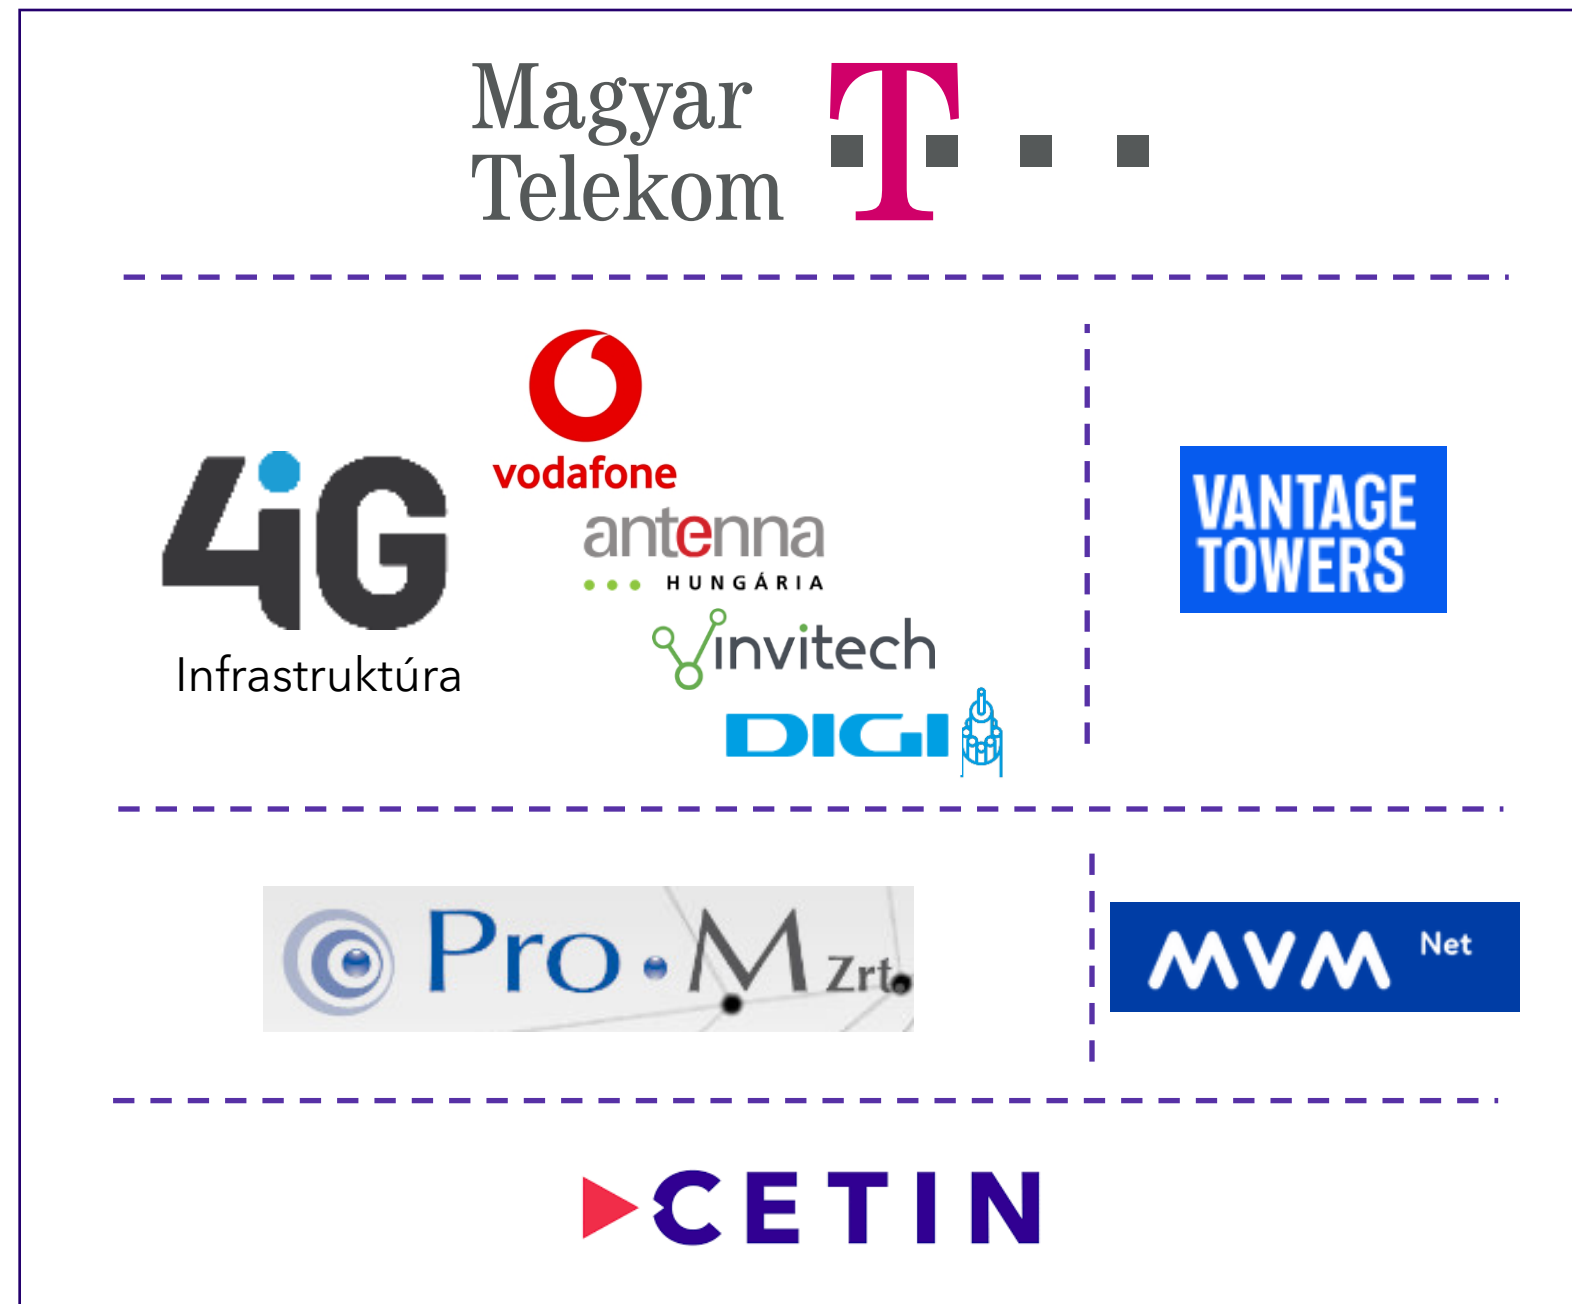 Magyar
Telekom
T
4iG
Infrastruktúra
vodafone
antenna
HUNGÁRIA
invitech
DIGI
VANTAGE
TOWERS
Pro·M Zrt.
MVM Net
CETIN